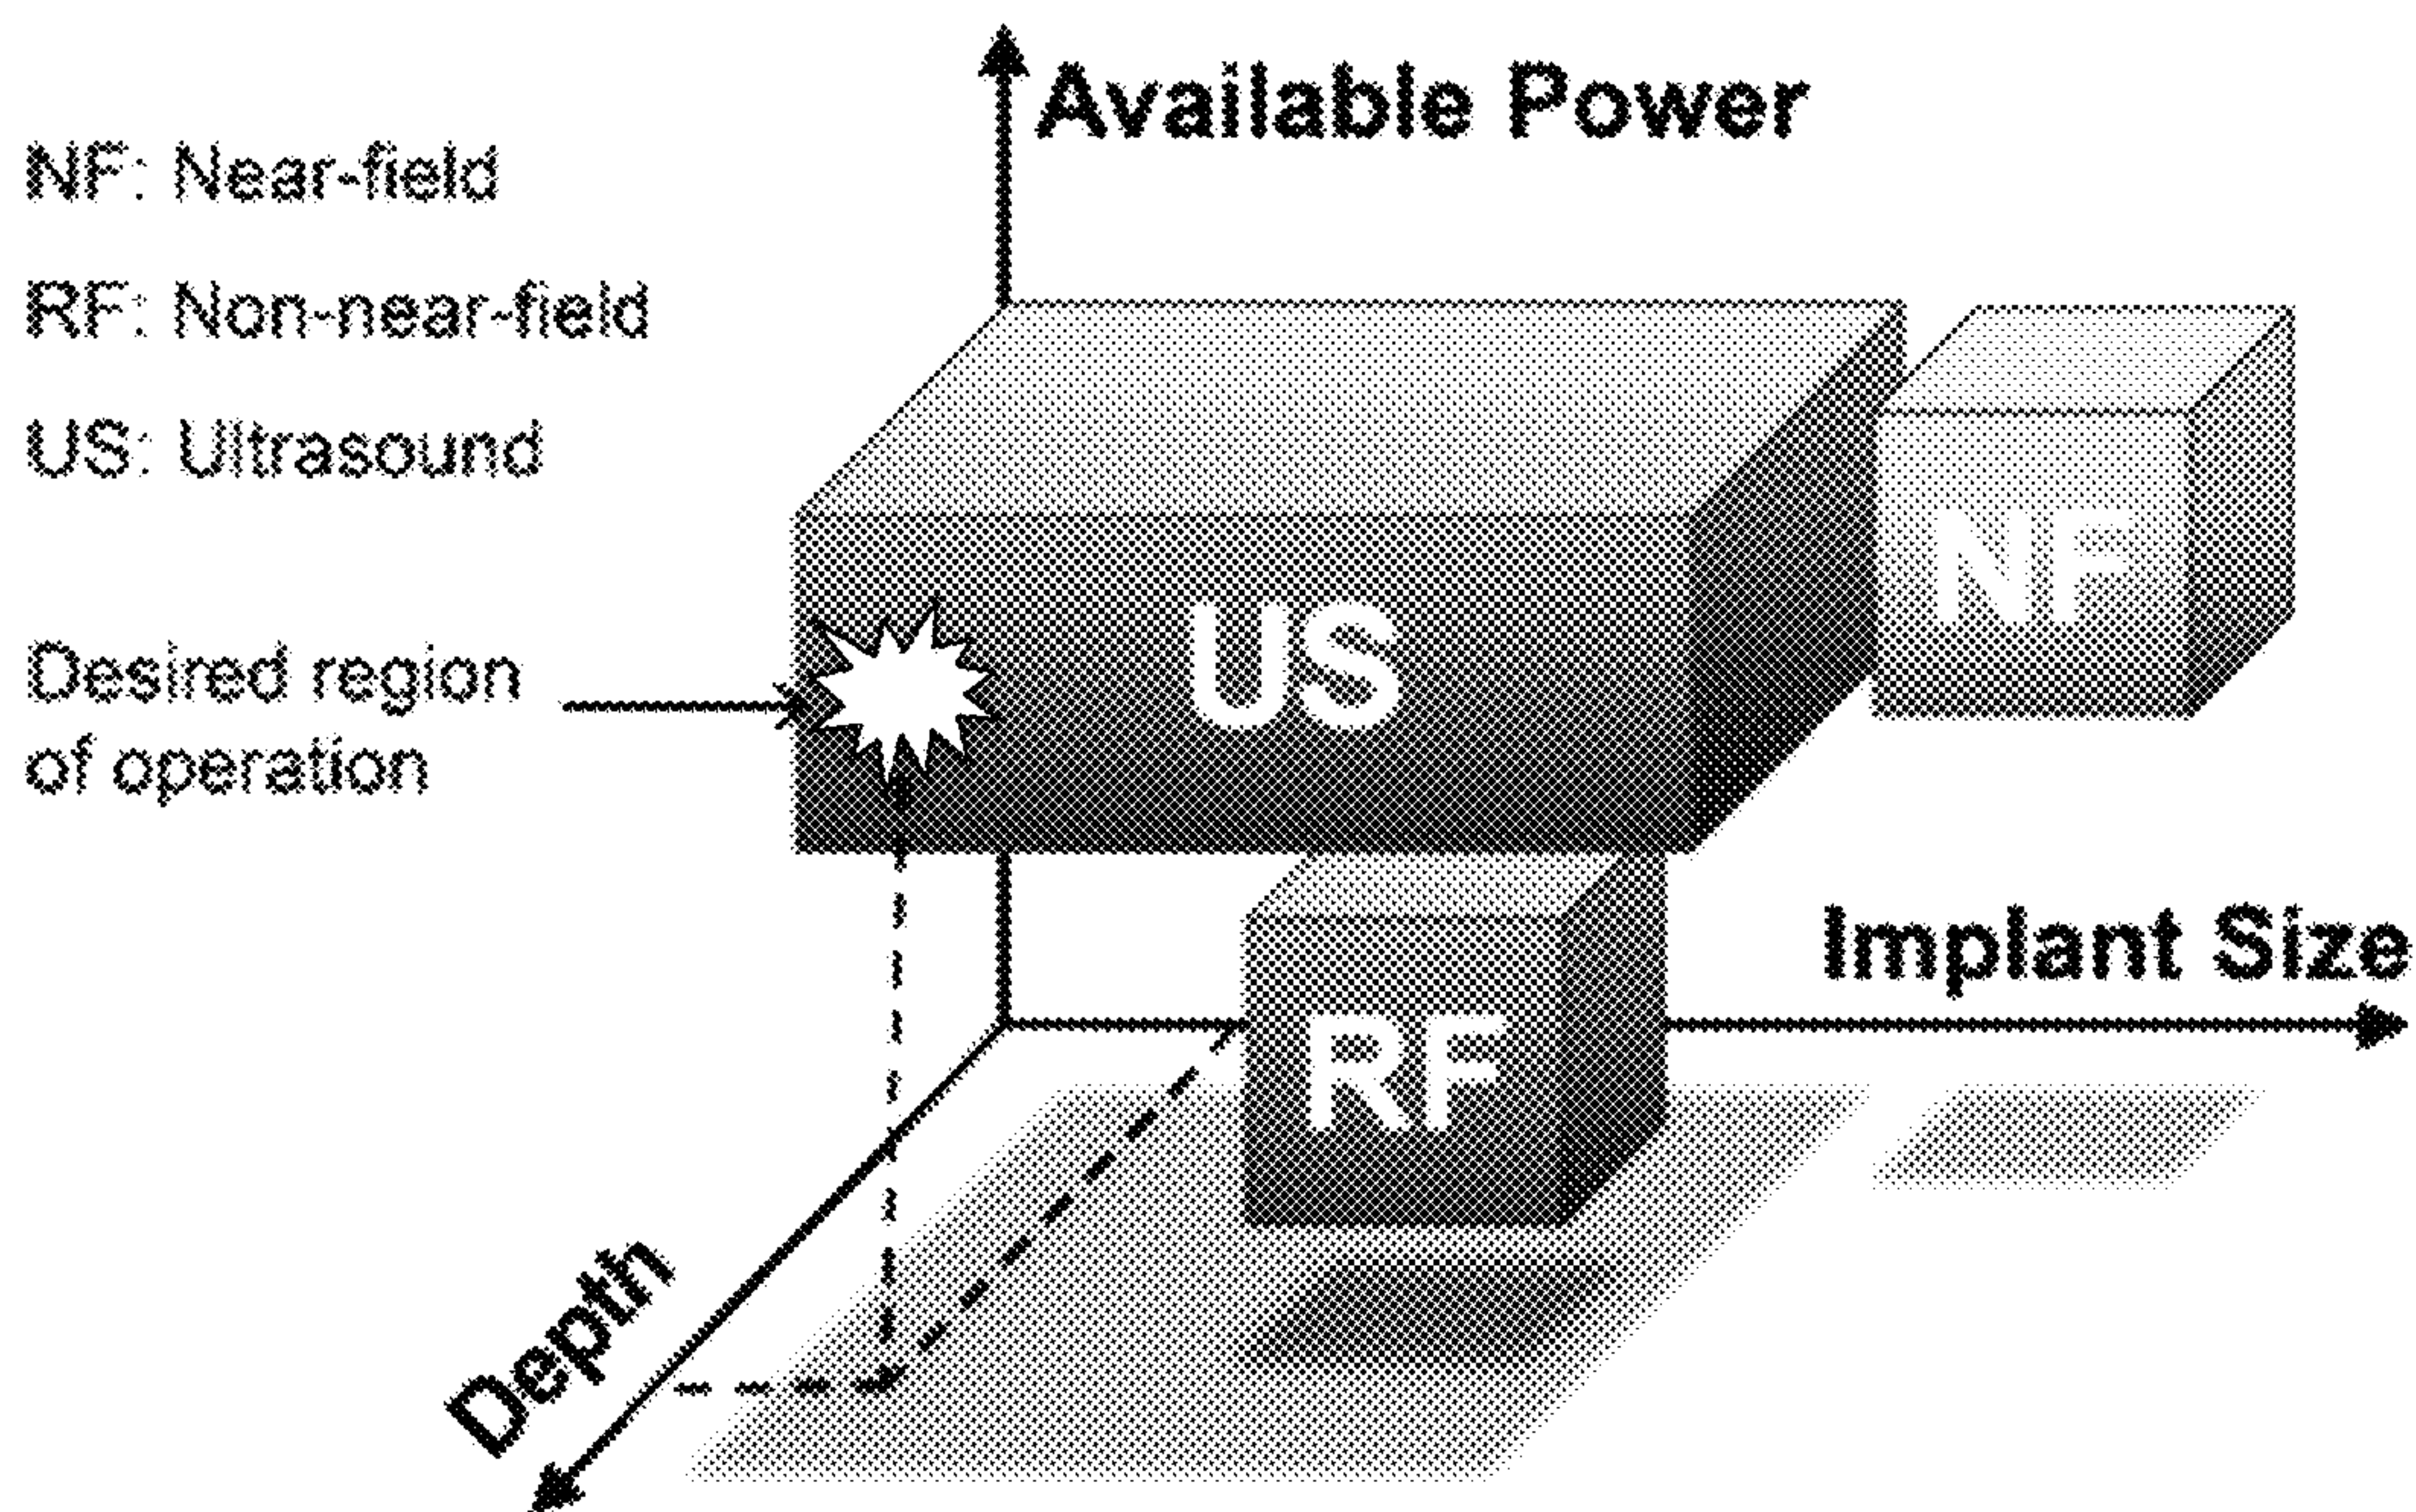 Available Power
NF: Near-field
RF: Non-near-field
US: Ultrasound
NF
US
Desired region
of operation
Implant Size
RF
Depth